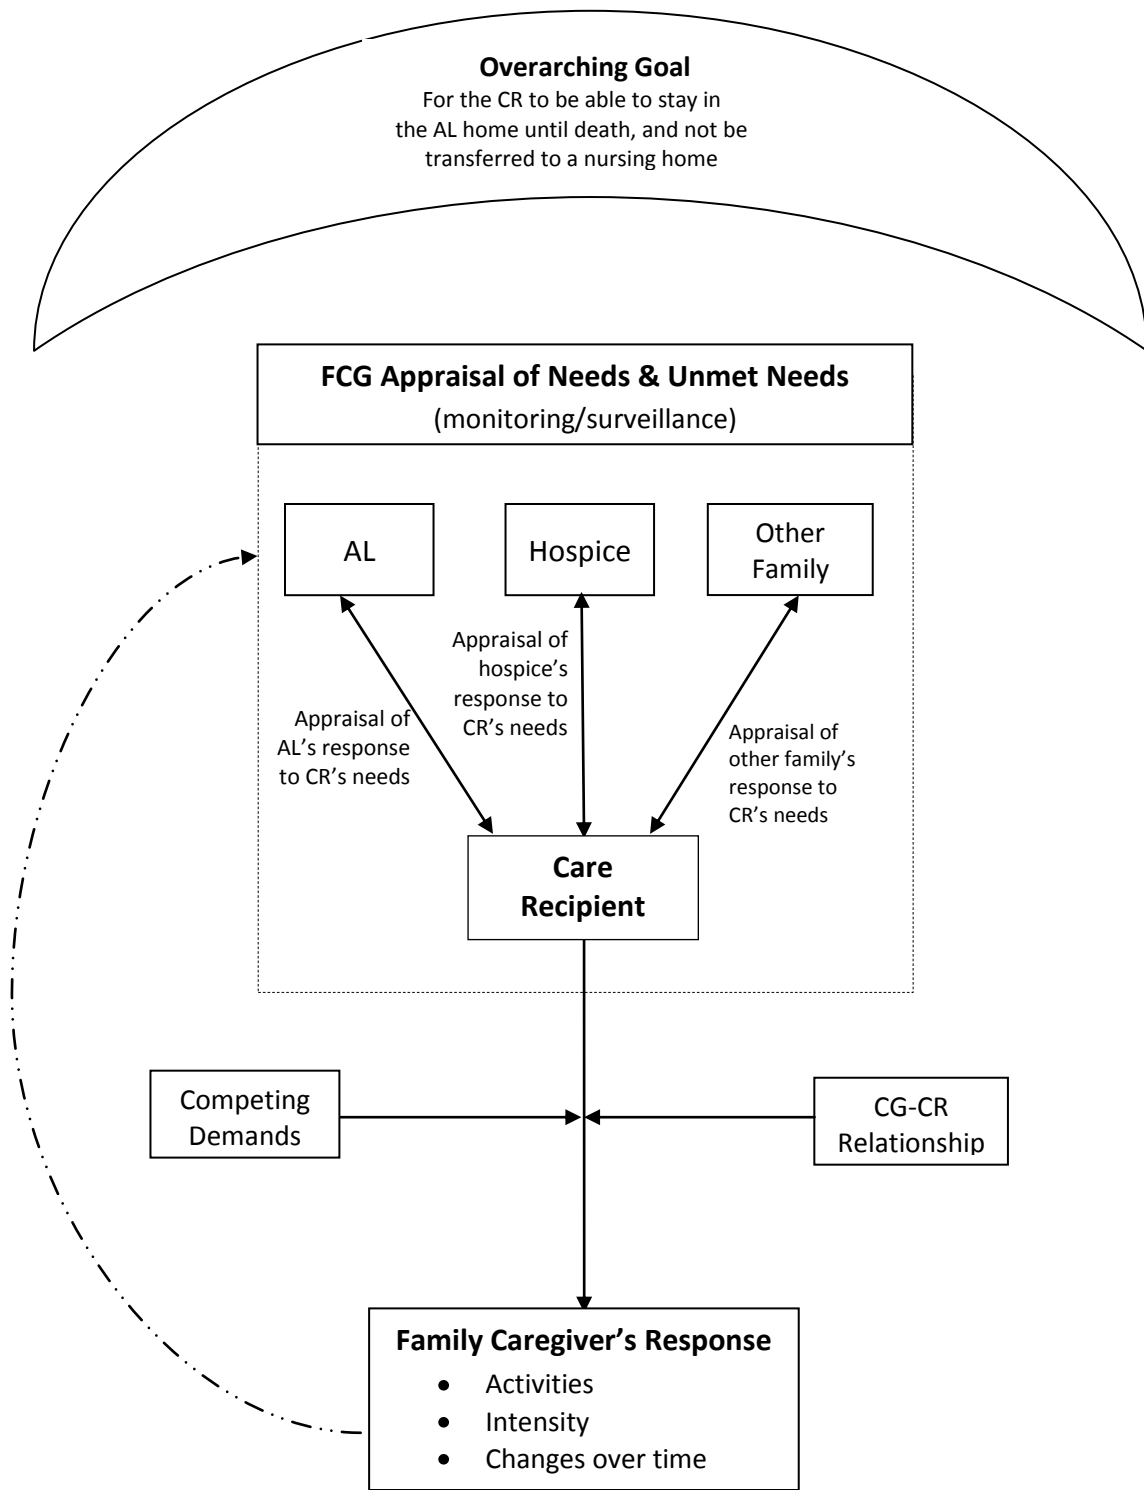 Overarching Goal
For the CR to be able to stay in
the AL home until death, and not be
transferred to a nursing home
FCG Appraisal of Needs & Unmet Needs
(monitoring/surveillance)
AL
Hospice
Other
Family
Appraisal of
hospice’s
response to
CR’s needs
Appraisal of
AL’s response
to CR’s needs
Appraisal of
other family’s
response to
CR’s needs
Care
Recipient
Competing
Demands
CG-CR
Relationship
Family Caregiver’s Response
• Activities
• Intensity
• Changes over time